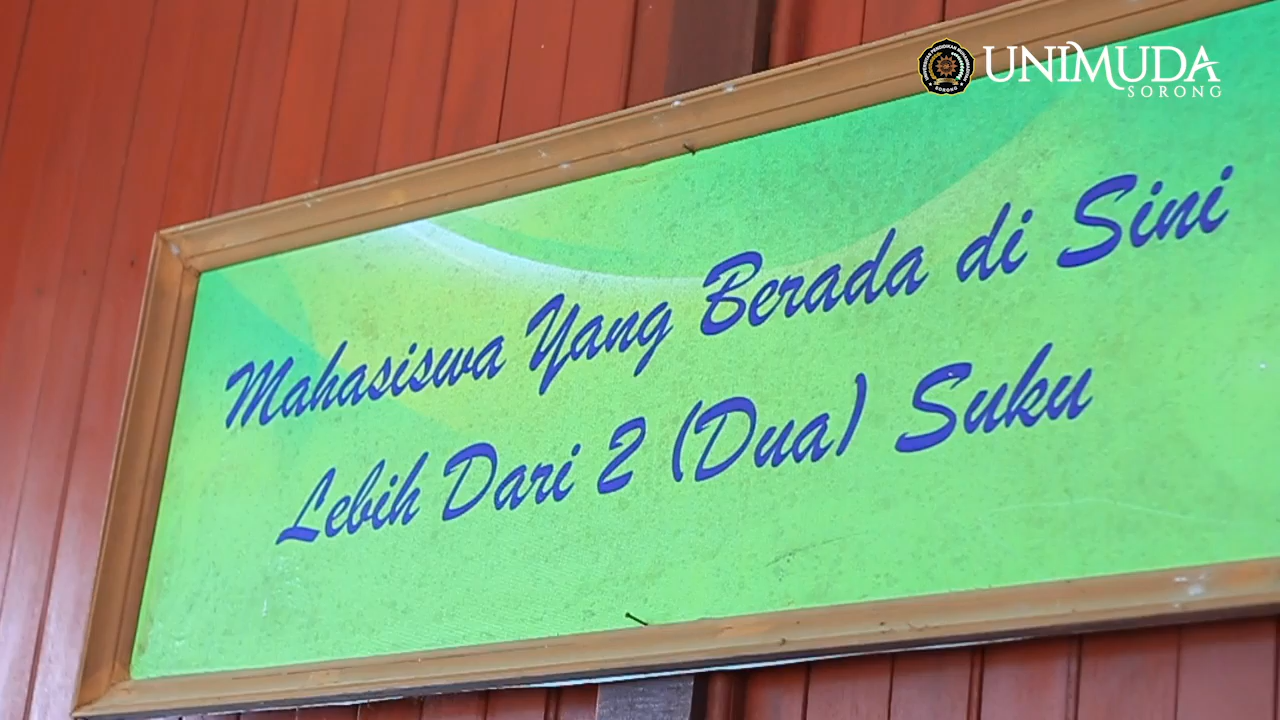 UNIMUDA
SORONG
Mahasiswa Yang Berada di Sini
Lebih Dari 2 (Dua) Suku